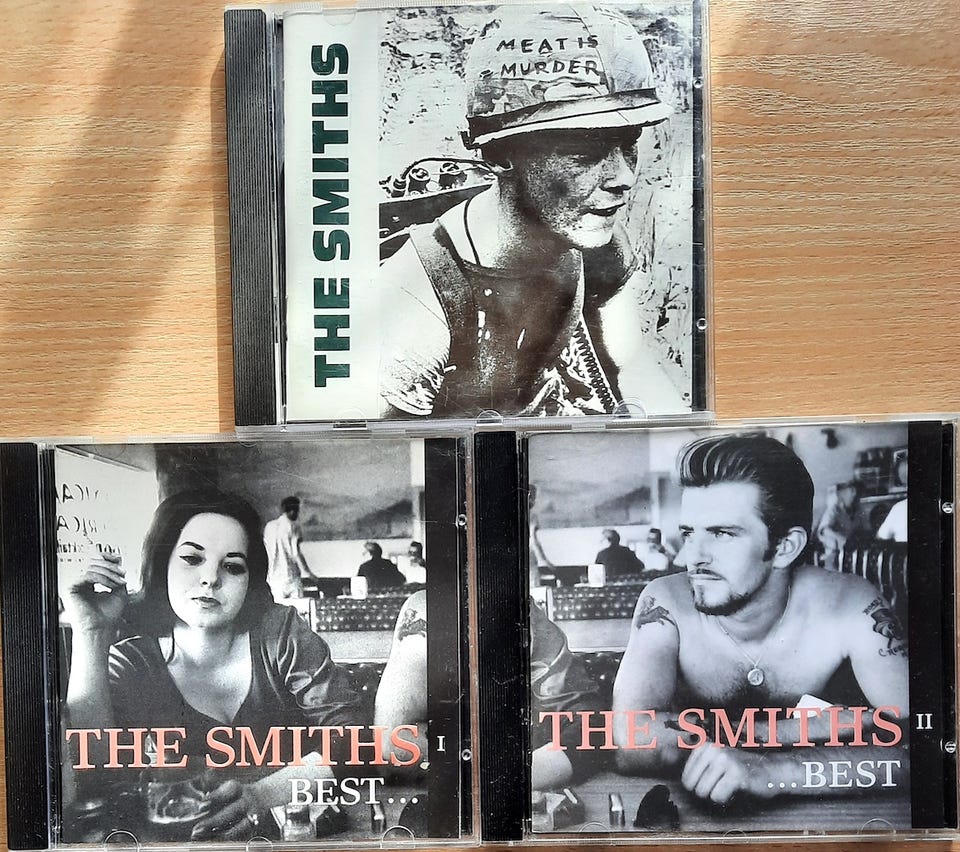 THE SMITHS
MEAT IS
MURDER
THE SMITHS I
BEST...
THE SMITHS II
...BEST